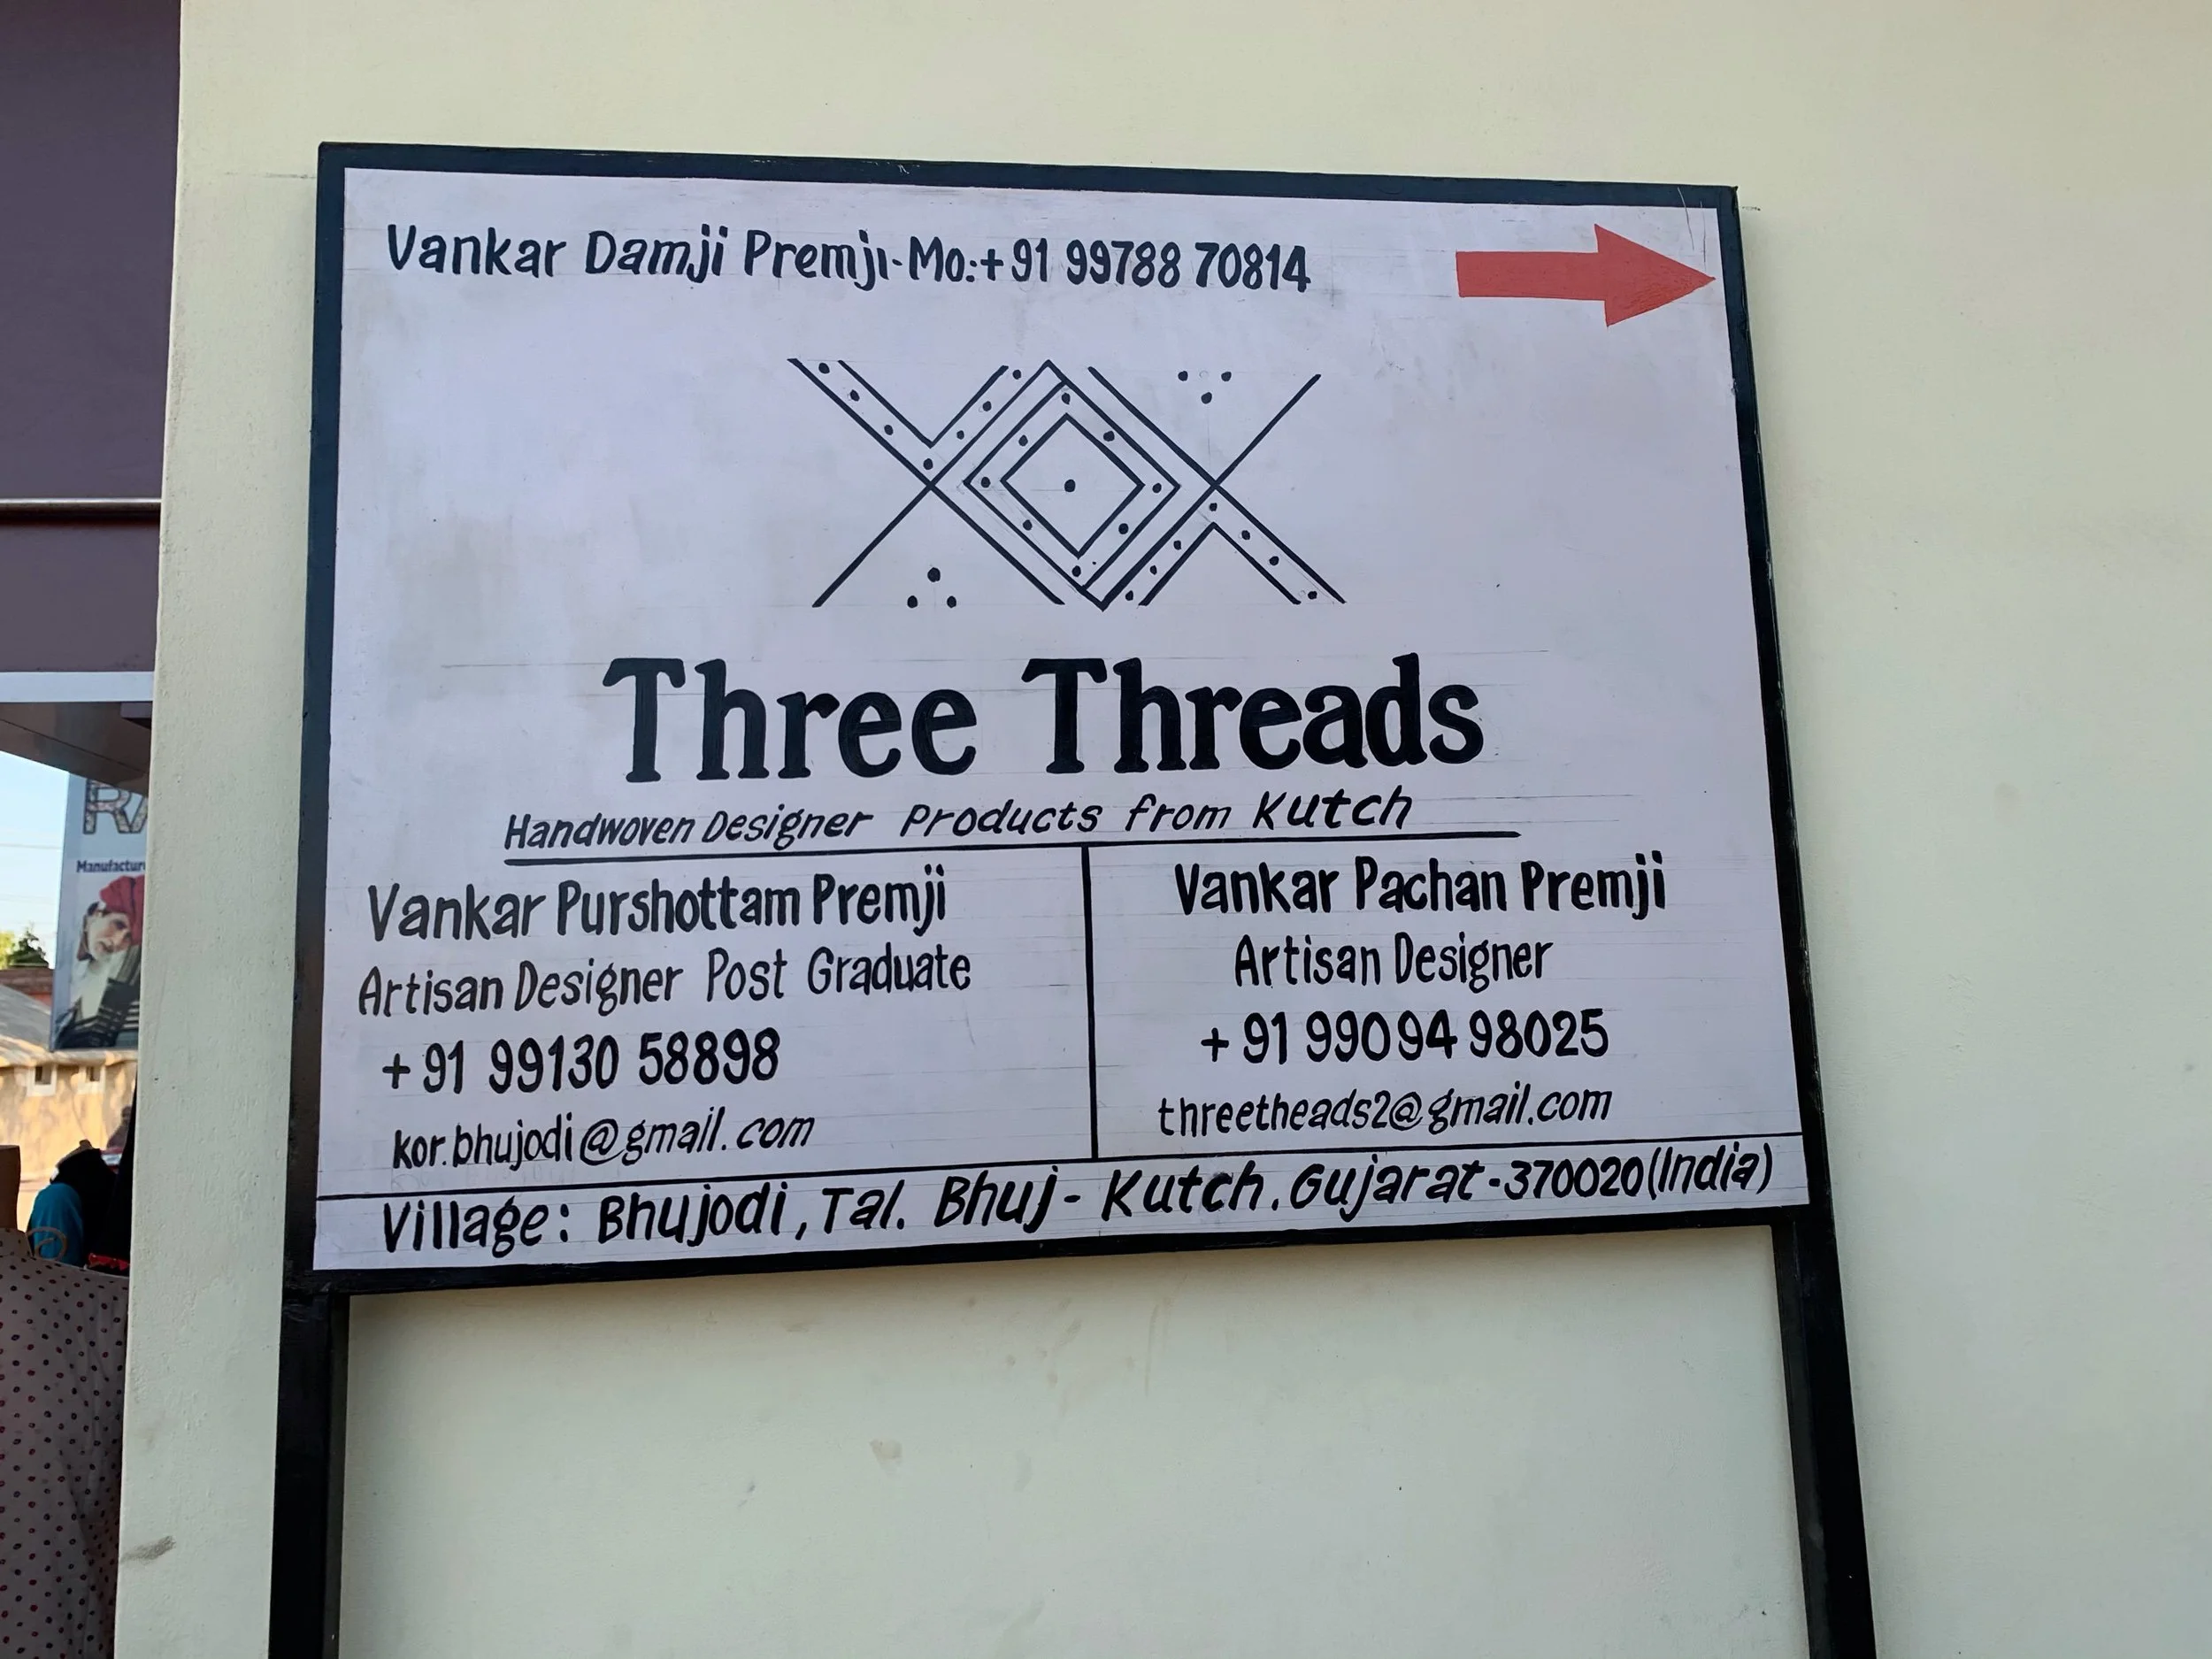 Vankar Damji Premji-Mo.:+91 99788 70814
Three Threads
Handwoven Designer Products from Kutch
Vankar Purshottam Premji
Artisan Designer Post Graduate
+91 99130 58898
kor.bhujodi@gmail.com
Vankar Pachan Premji
Artisan Designer
+91 99094 98025
threetheads2@gmail.com
Village: Bhujodi, Tal. Bhuj- Kutch. Gujarat-370020(India)